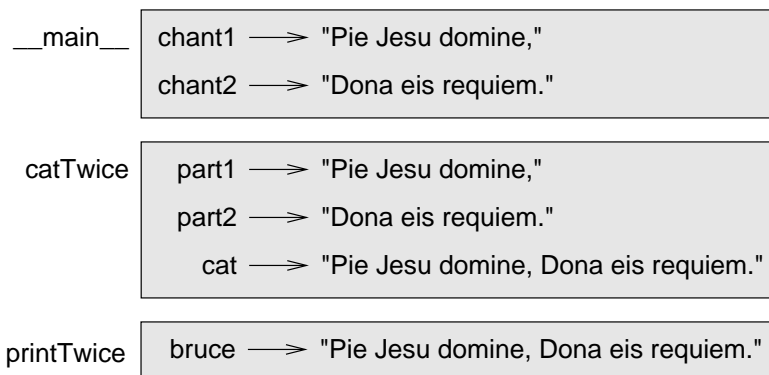 __main__ chant1 "Pie Jesu domine,"
chant2 "Dona eis requiem."
catTwice part1 "Pie Jesu domine,"
part2 "Dona eis requiem."
cat "Pie Jesu domine, Dona eis requiem."
printTwice bruce "Pie Jesu domine, Dona eis requiem."